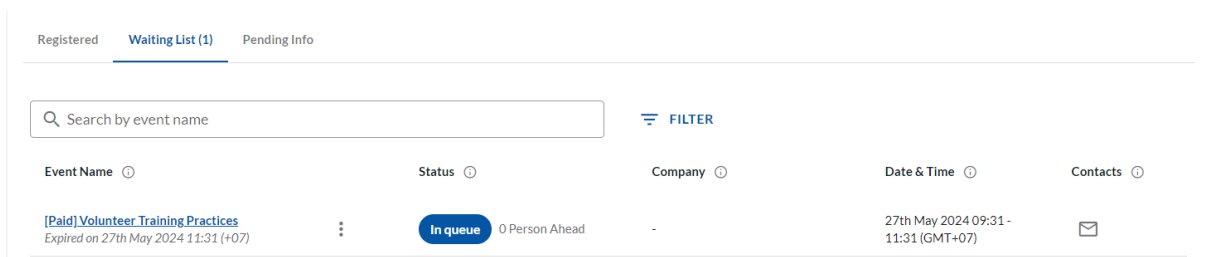 Registered Waiting List (1) Pending Info
Search by event name
FILTER
Event Name Status Company Date & Time Contacts
[Paid] Volunteer Training Practices
Expired on 27th May 2024 11:31 (+07)
In queue 0 Person Ahead
-
27th May 2024 09:31 -
11:31 (GMT+07)